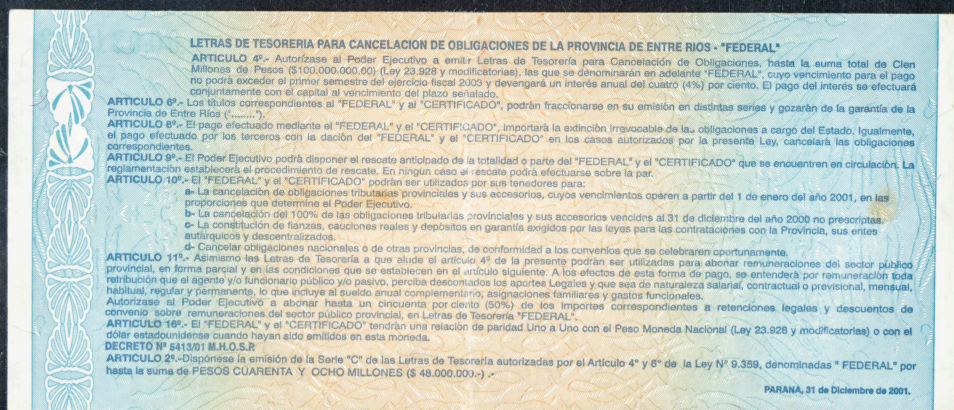 LETRAS DE TESORERIA PARA CANCELACION DE OBLIGACIONES DE LA PROVINCIA DE ENTRE RIOS - "FEDERAL"
ARTICULO 4º.- Autorízase al Poder Ejecutivo a emitir Letras de Tesorería para Cancelación de Obligaciones, hasta la suma total de Cien
Millones de Pesos ($100.000.000.00) (Ley 23.928 y modificatorias), las que se denominarán en adelante "FEDERAL", cuyo vencimiento para el pago
no podrá exceder el primer semestre del ejercicio fiscal 2003 y devengará un interés anual del cuatro (4%) por ciento. El pago del interés se efectuará
conjuntamente con el capital al vencimiento del plazo señalado.
ARTICULO 6º.- Los títulos correspondientes al "FEDERAL" y al "CERTIFICADO", podrán fraccionarse en su emisión en distintas series y gozarán de la garantía de la
Provincia de Entre Ríos (".........").
ARTICULO 8º.- El pago efectuado mediante el "FEDERAL" y el "CERTIFICADO", importará la extinción irrevocable de las obligaciones a cargo del Estado. Igualmente,
el pago efectuado por los terceros con la dación del "FEDERAL" y el "CERTIFICADO" en los casos autorizados por la presente Ley, cancelará las obligaciones
correspondientes.
ARTICULO 9º.- El Poder Ejecutivo podrá disponer el rescate anticipado de la totalidad o parte del "FEDERAL" y el "CERTIFICADO" que se encuentren en circulación. La
reglamentación establecerá el procedimiento de rescate. En ningún caso el rescate podrá efectuarse sobre la par.
ARTICULO 10º.- El "FEDERAL" y el "CERTIFICADO" podrán ser utilizados por sus tenedores para:
a- La cancelación de obligaciones tributarias provinciales y sus accesorios, cuyos vencimientos operen a partir del 1 de enero del año 2001, en las
proporciones que determine el Poder Ejecutivo.
b- La cancelación del 100% de las obligaciones tributarias provinciales y sus accesorios vencidas al 31 de diciembre del año 2000 no prescriptas.
c- La constitución de fianzas, cauciones reales y depósitos en garantía exigidos por las leyes para las contrataciones con la Provincia, sus entes
autárquicos y descentralizados.
d- Cancelar obligaciones nacionales o de otras provincias, de conformidad a los convenios que se celebraren oportunamente.
ARTICULO 11º.- Asimismo las Letras de Tesorería a que alude el artículo 4º de la presente podrán ser utilizadas para abonar remuneraciones del sector público
provincial, en forma parcial y en las condiciones que se establecen en el artículo siguiente. A los efectos de esta forma de pago, se entenderá por remuneración toda
retribución que el agente y/o funcionario público y/o pasivo, perciba descontados los aportes Legales y que sea de naturaleza salarial, contractual o previsional, mensual,
habitual, regular y permanente, lo que incluye al sueldo anual complementario, asignaciones familiares y gastos funcionales.
Autorízase al Poder Ejecutivo a abonar hasta un cincuenta por ciento (50%) de los importes correspondientes a retenciones legales y descuentos de
convenio sobre remuneraciones del sector público provincial, en Letras de Tesorería "FEDERAL".
ARTICULO 16º.- El "FEDERAL" y el "CERTIFICADO" tendrán una relación de paridad Uno a Uno con el Peso Moneda Nacional (Ley 23.928 y modificatorias) o con el
dólar estadounidense cuando hayan sido emitidos en esta moneda.
DECRETO Nº 5413/01 M.H.O.S.P.
ARTICULO 2º.-Dispónese la emisión de la Serie "C" de las Letras de Tesorería autorizadas por el Artículo 4º y 6º de la Ley Nº 9.359, denominadas " FEDERAL" por
hasta la suma de PESOS CUARENTA Y OCHO MILLONES ($ 48.000.000.-) .-
PARANA, 31 de Diciembre de 2001.